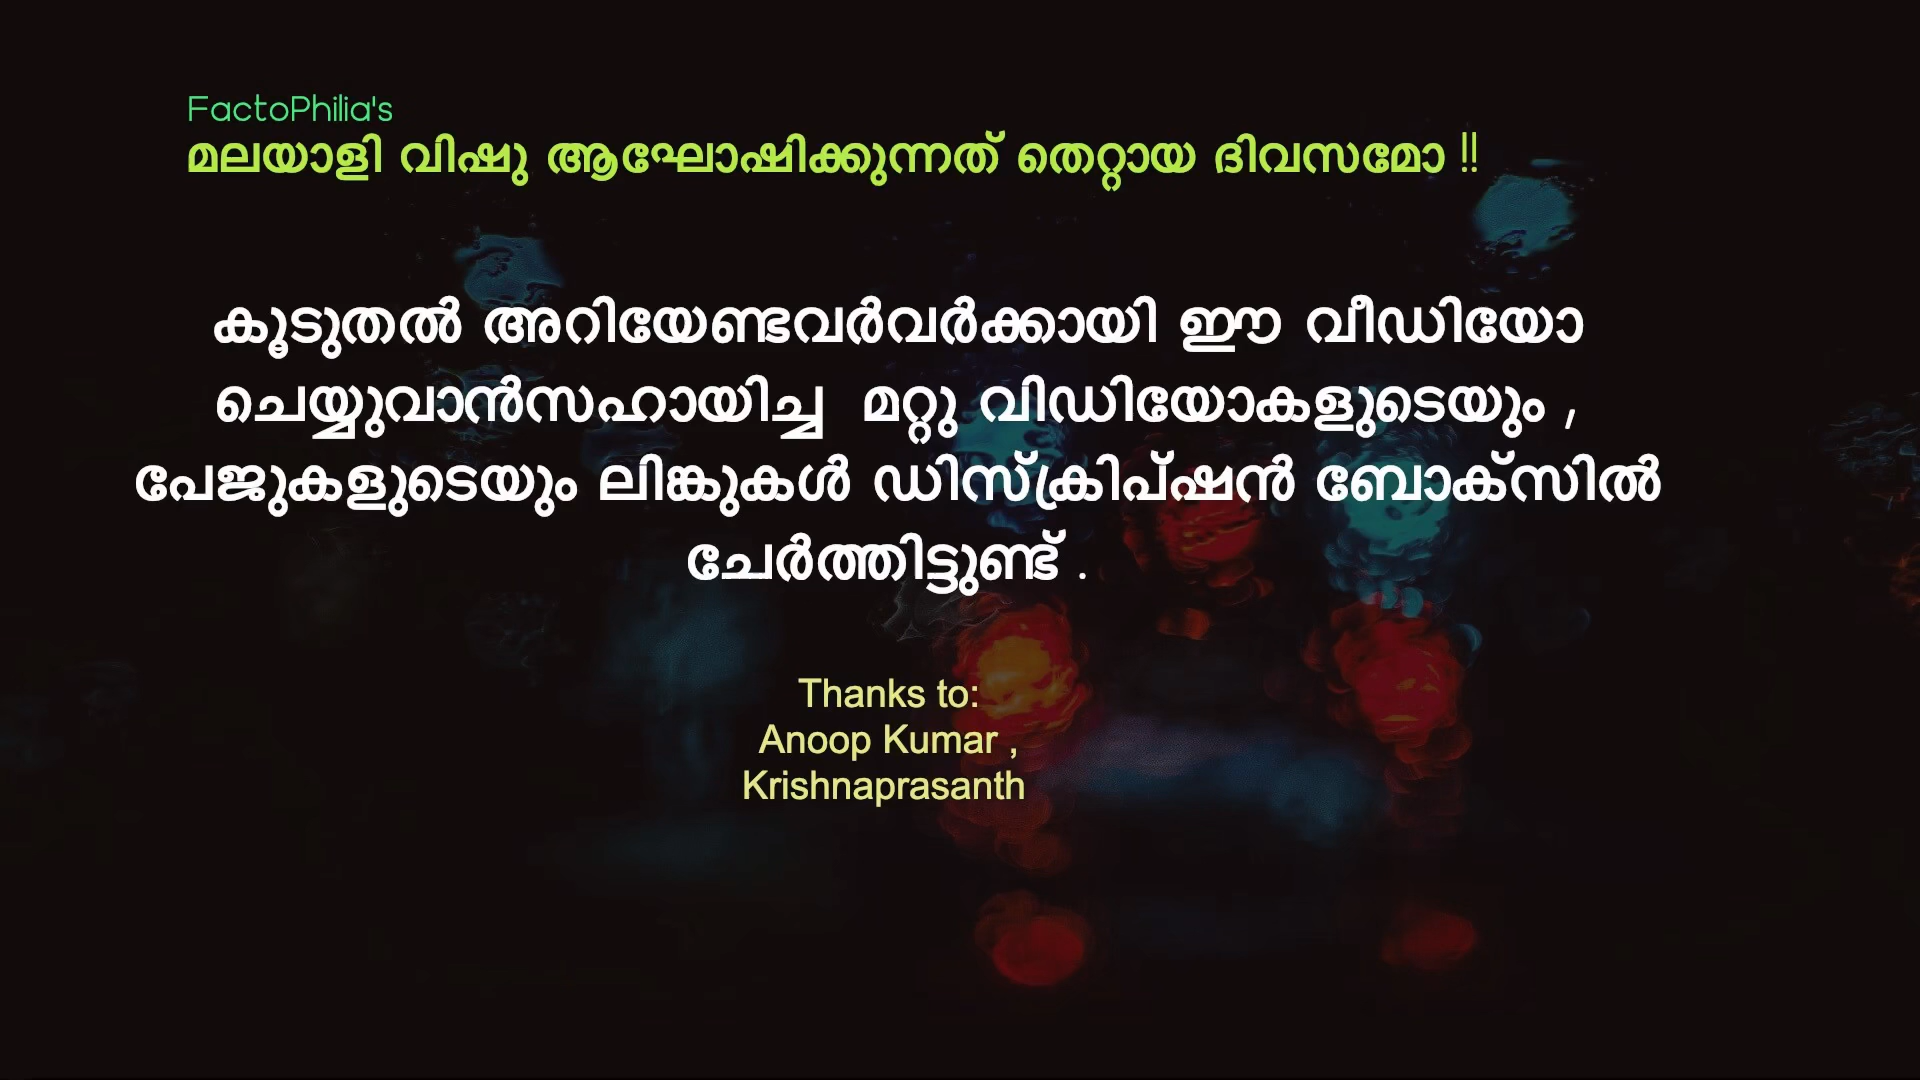 FactoPhilia's
മലയാളി വിഷു ആഘോഷിക്കുന്നത് തെറ്റായ ദിവസമോ !!
കൂടുതൽ അറിയേണ്ടവർവർക്കായി ഈ വീഡിയോ
ചെയ്യുവാൻസഹായിച്ച മറ്റു വിഡിയോകളുടെയും ,
പേജുകളുടെയും ലിങ്കുകൾ ഡിസ്ക്രിപ്ഷൻ ബോക്സിൽ
ചേർത്തിട്ടുണ്ട് .
Thanks to:
Anoop Kumar ,
Krishnaprasanth